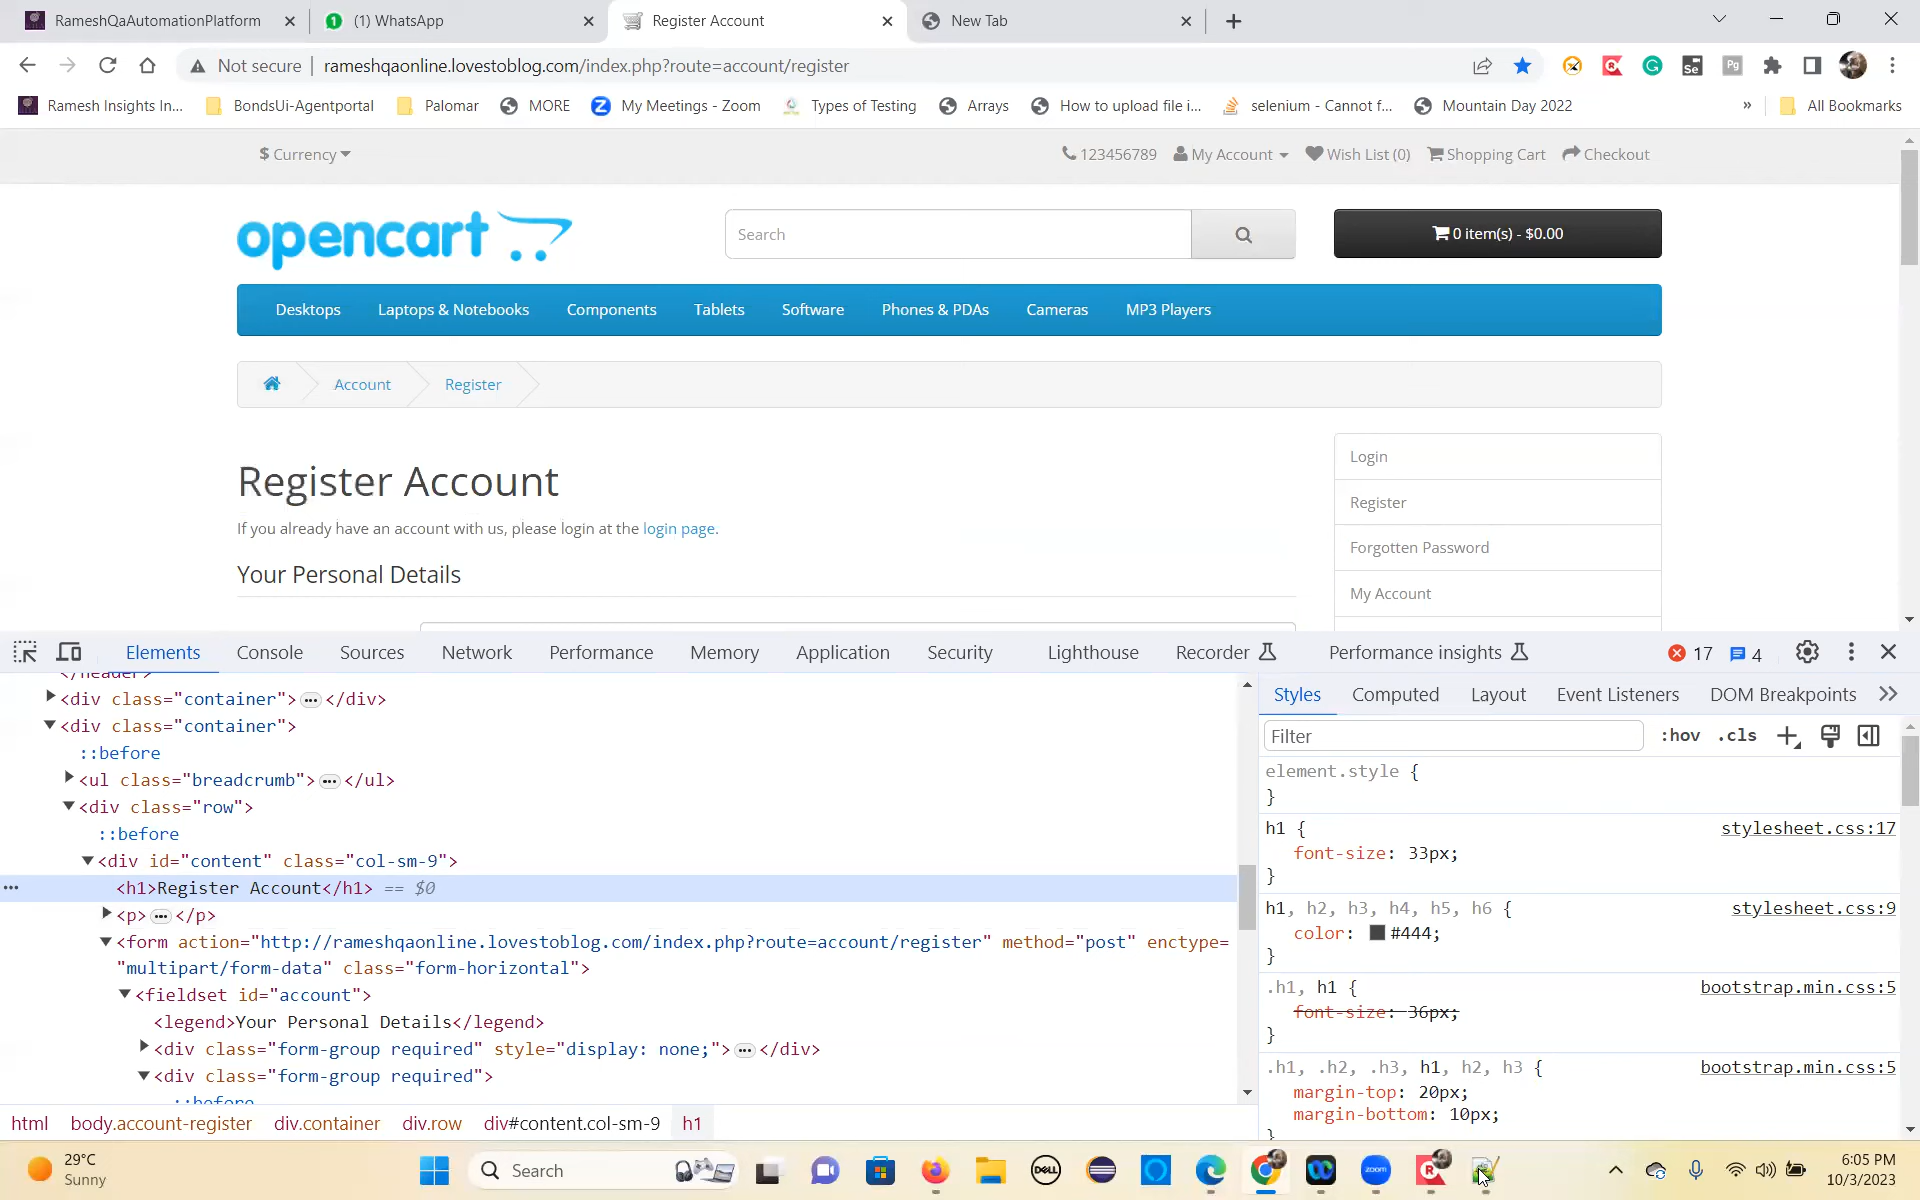 RameshQaAutomationPlatform
(1) WhatsApp
Register Account
New Tab
Not secure
rameshqaonline.lovestoblog.com/index.php?route=account/register
Ramesh Insights In...
BondsUi-Agentportal
Palomar
MORE
My Meetings - Zoom
Types of Testing
Arrays
How to upload file i...
selenium - Cannot f...
Mountain Day 2022
»
All Bookmarks
$ Currency
123456789
My Account
Wish List (0)
Shopping Cart
Checkout
opencart
Search
0 item(s) - $0.00
Desktops
Laptops & Notebooks
Components
Tablets
Software
Phones & PDAs
Cameras
MP3 Players
Account
Register
Register Account
If you already have an account with us, please login at the login page.
Your Personal Details
Login
Register
Forgotten Password
My Account
Elements
Console
Sources
Network
Performance
Memory
Application
Security
Lighthouse
Recorder
Performance insights
17
4
</header>
<div class="container">…</div>
<div class="container">
::before
<ul class="breadcrumb">…</ul>
<div class="row">
::before
<div id="content" class="col-sm-9">
<h1>Register Account</h1> == $0
<p>…</p>
<form action="http://rameshqaonline.lovestoblog.com/index.php?route=account/register" method="post" enctype=
"multipart/form-data" class="form-horizontal">
<fieldset id="account">
<legend>Your Personal Details</legend>
<div class="form-group required" style="display: none;">…</div>
<div class="form-group required">
::before
html
body.account-register
div.container
div.row
div#content.col-sm-9
h1
Styles
Computed
Layout
Event Listeners
DOM Breakpoints
»
Filter
:hov
.cls
element.style {
}
h1 {
stylesheet.css:17
font-size: 33px;
}
h1, h2, h3, h4, h5, h6 {
stylesheet.css:9
color: #444;
}
.h1, h1 {
bootstrap.min.css:5
font-size: 36px;
}
.h1, .h2, .h3, h1, h2, h3 {
bootstrap.min.css:5
margin-top: 20px;
margin-bottom: 10px;
}
29°C
Sunny
Search
DELL
zoom
6:05 PM
10/3/2023